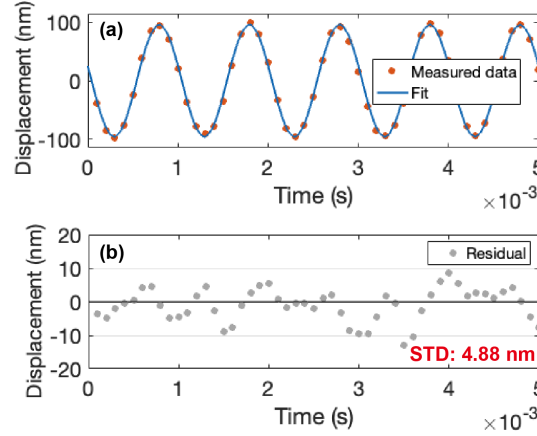 (a)
Displacement (nm)
100
0
-100
Measured data
Fit
0 1 2 3 4 5
Time (s)
×10-3
(b)
Displacement (nm)
20
10
0
-10
-20
Residual
STD: 4.88 nm
0 1 2 3 4 5
Time (s)
×10-3